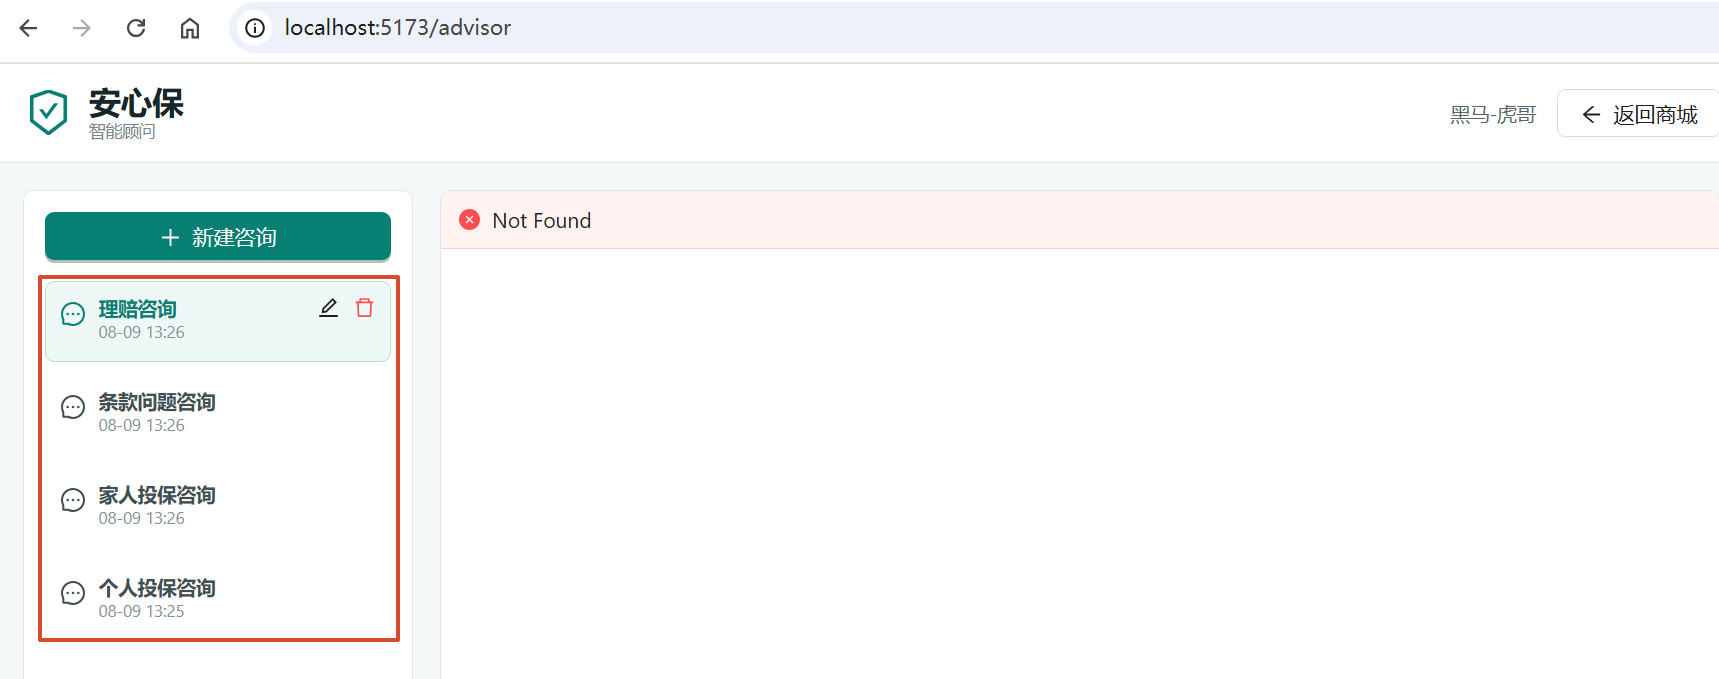 localhost:5173/advisor
安心保
智能顾问
黑马-虎哥
返回商城
新建咨询
Not Found
理赔咨询
08-09 13:26
条款问题咨询
08-09 13:26
家人投保咨询
08-09 13:26
个人投保咨询
08-09 13:25